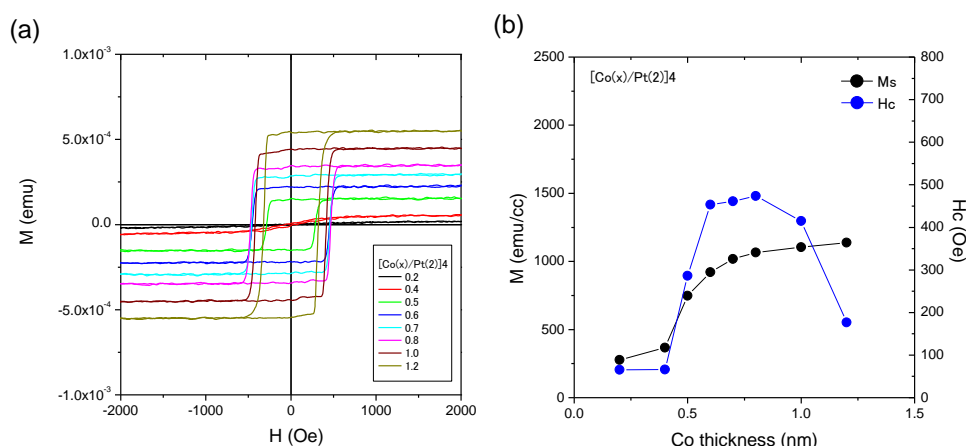 (a)
1.0x10⁻³
5.0x10⁻⁴
0.0
-5.0x10⁻⁴
-1.0x10⁻³
M (emu)
-2000 -1000 0 1000 2000
H (Oe)
[Co(x)/Pt(2)]4
0.2
0.4
0.5
0.6
0.7
0.8
1.0
1.2
(b)
2500
2000
1500
1000
500
0
M (emu/cc)
[Co(x)/Pt(2)]4
Ms
Hc
800
700
600
500
400
300
200
100
0
Hc (Oe)
0.0 0.5 1.0 1.5
Co thickness (nm)